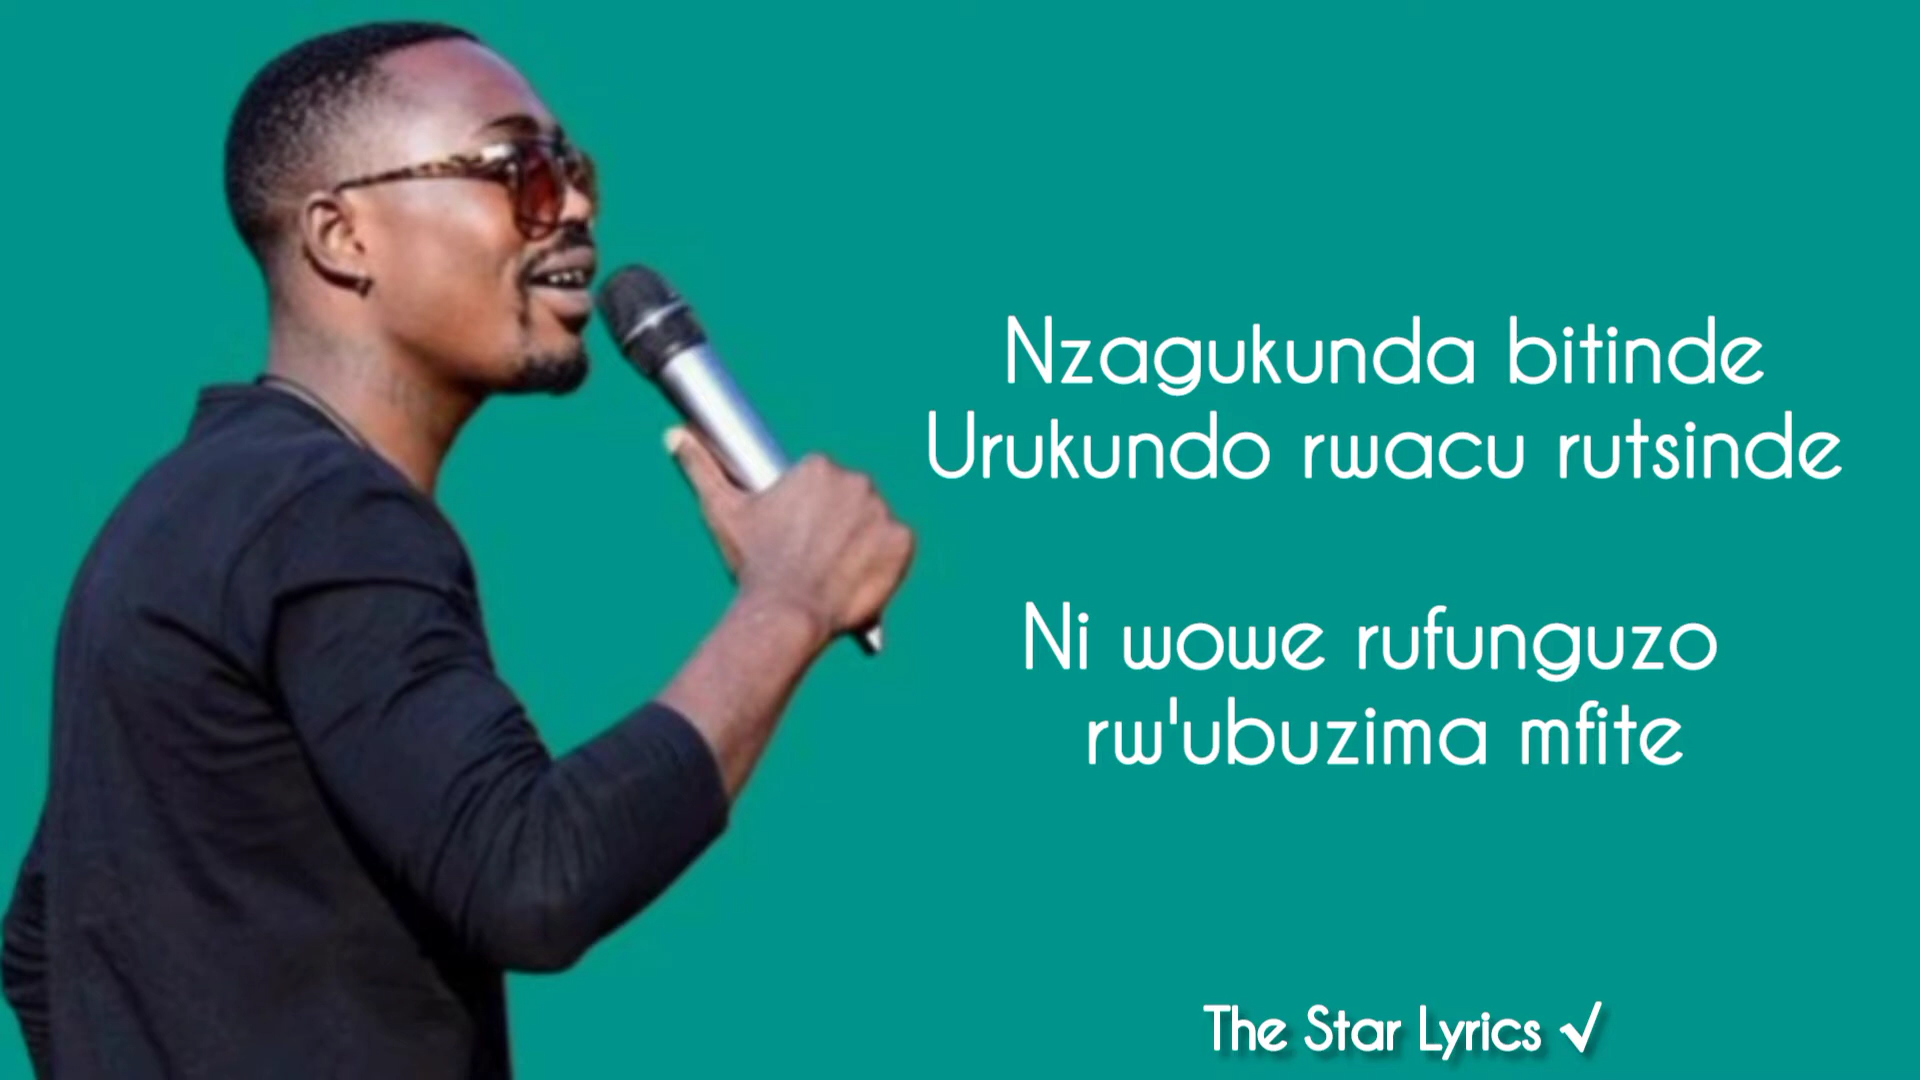 Nzagukunda bitinde
Urukundo rwacu rutsinde
Ni wowe rufunguzo
rw'ubuzima mfite
The Star Lyrics √